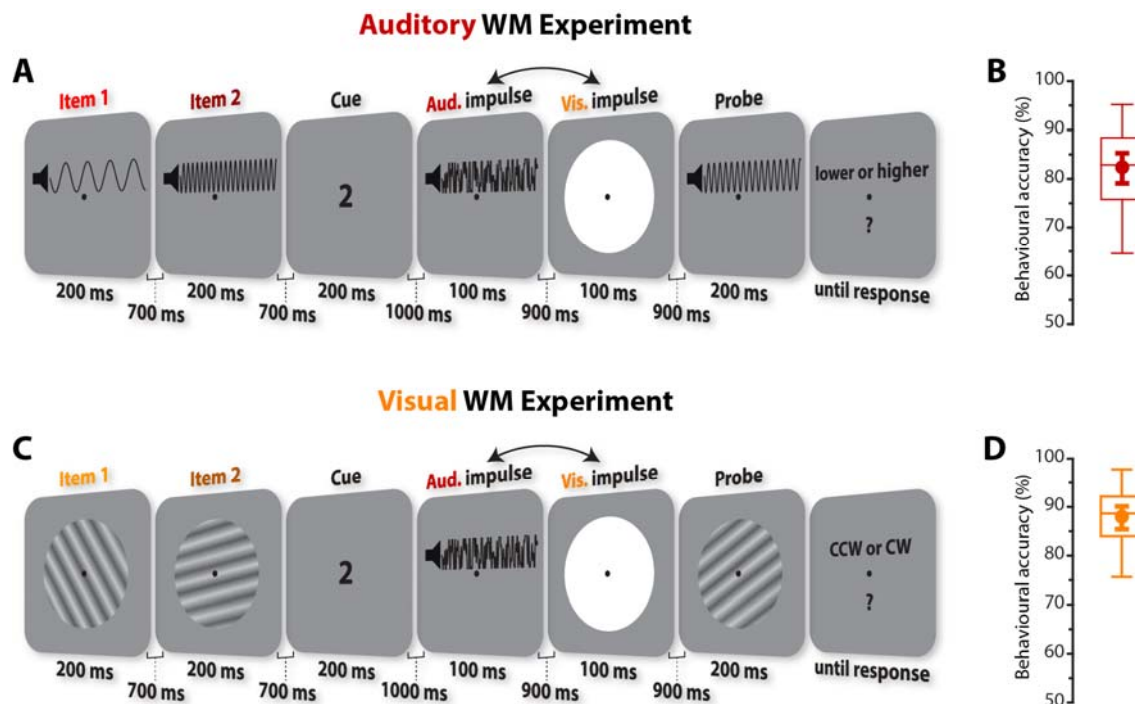 Auditory WM Experiment
A
Item 1
Item 2
Cue
Aud. impulse
Vis. impulse
Probe
2
lower or higher
?
200 ms
200 ms
200 ms
100 ms
100 ms
200 ms
until response
700 ms
700 ms
1000 ms
900 ms
900 ms
B
Behavioural accuracy (%)
100
90
80
70
60
50
Visual WM Experiment
C
Item 1
Item 2
Cue
Aud. impulse
Vis. impulse
Probe
2
CCW or CW
?
200 ms
200 ms
200 ms
100 ms
100 ms
200 ms
until response
700 ms
700 ms
1000 ms
900 ms
900 ms
D
Behavioural accuracy (%)
100
90
80
70
60
50